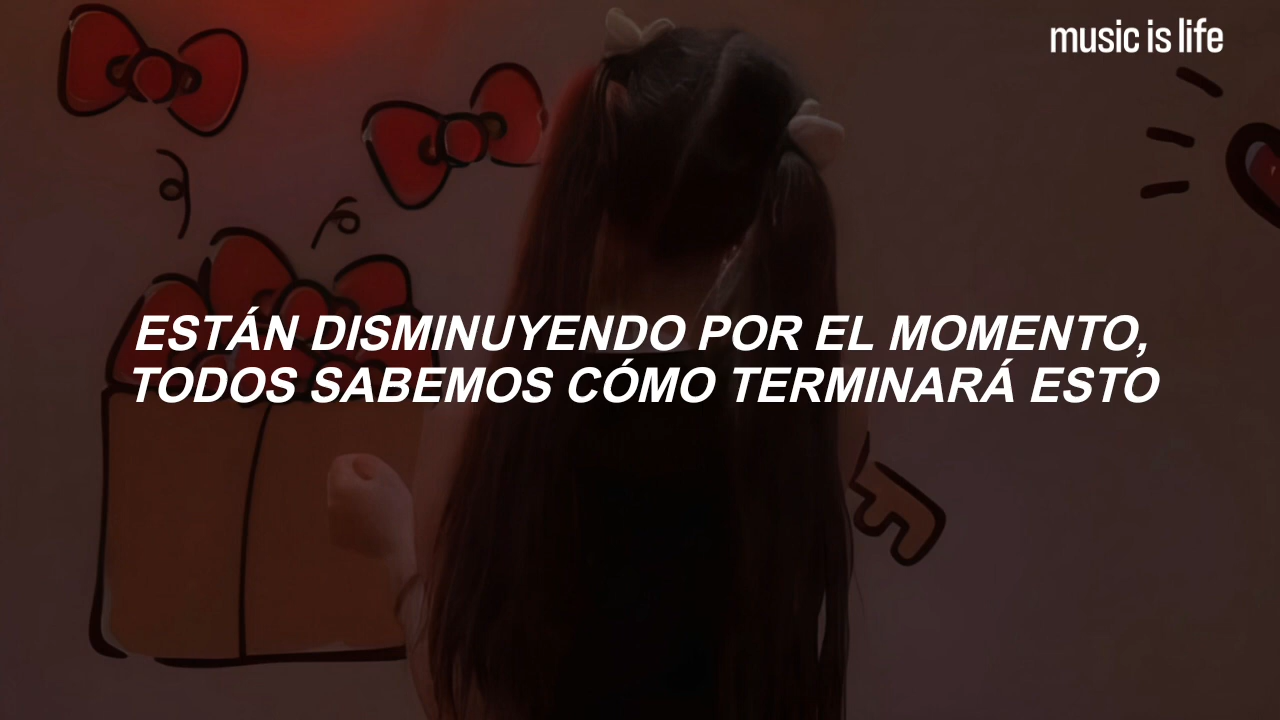 music is life
ESTÁN DISMINUYENDO POR EL MOMENTO,
TODOS SABEMOS CÓMO TERMINARÁ ESTO